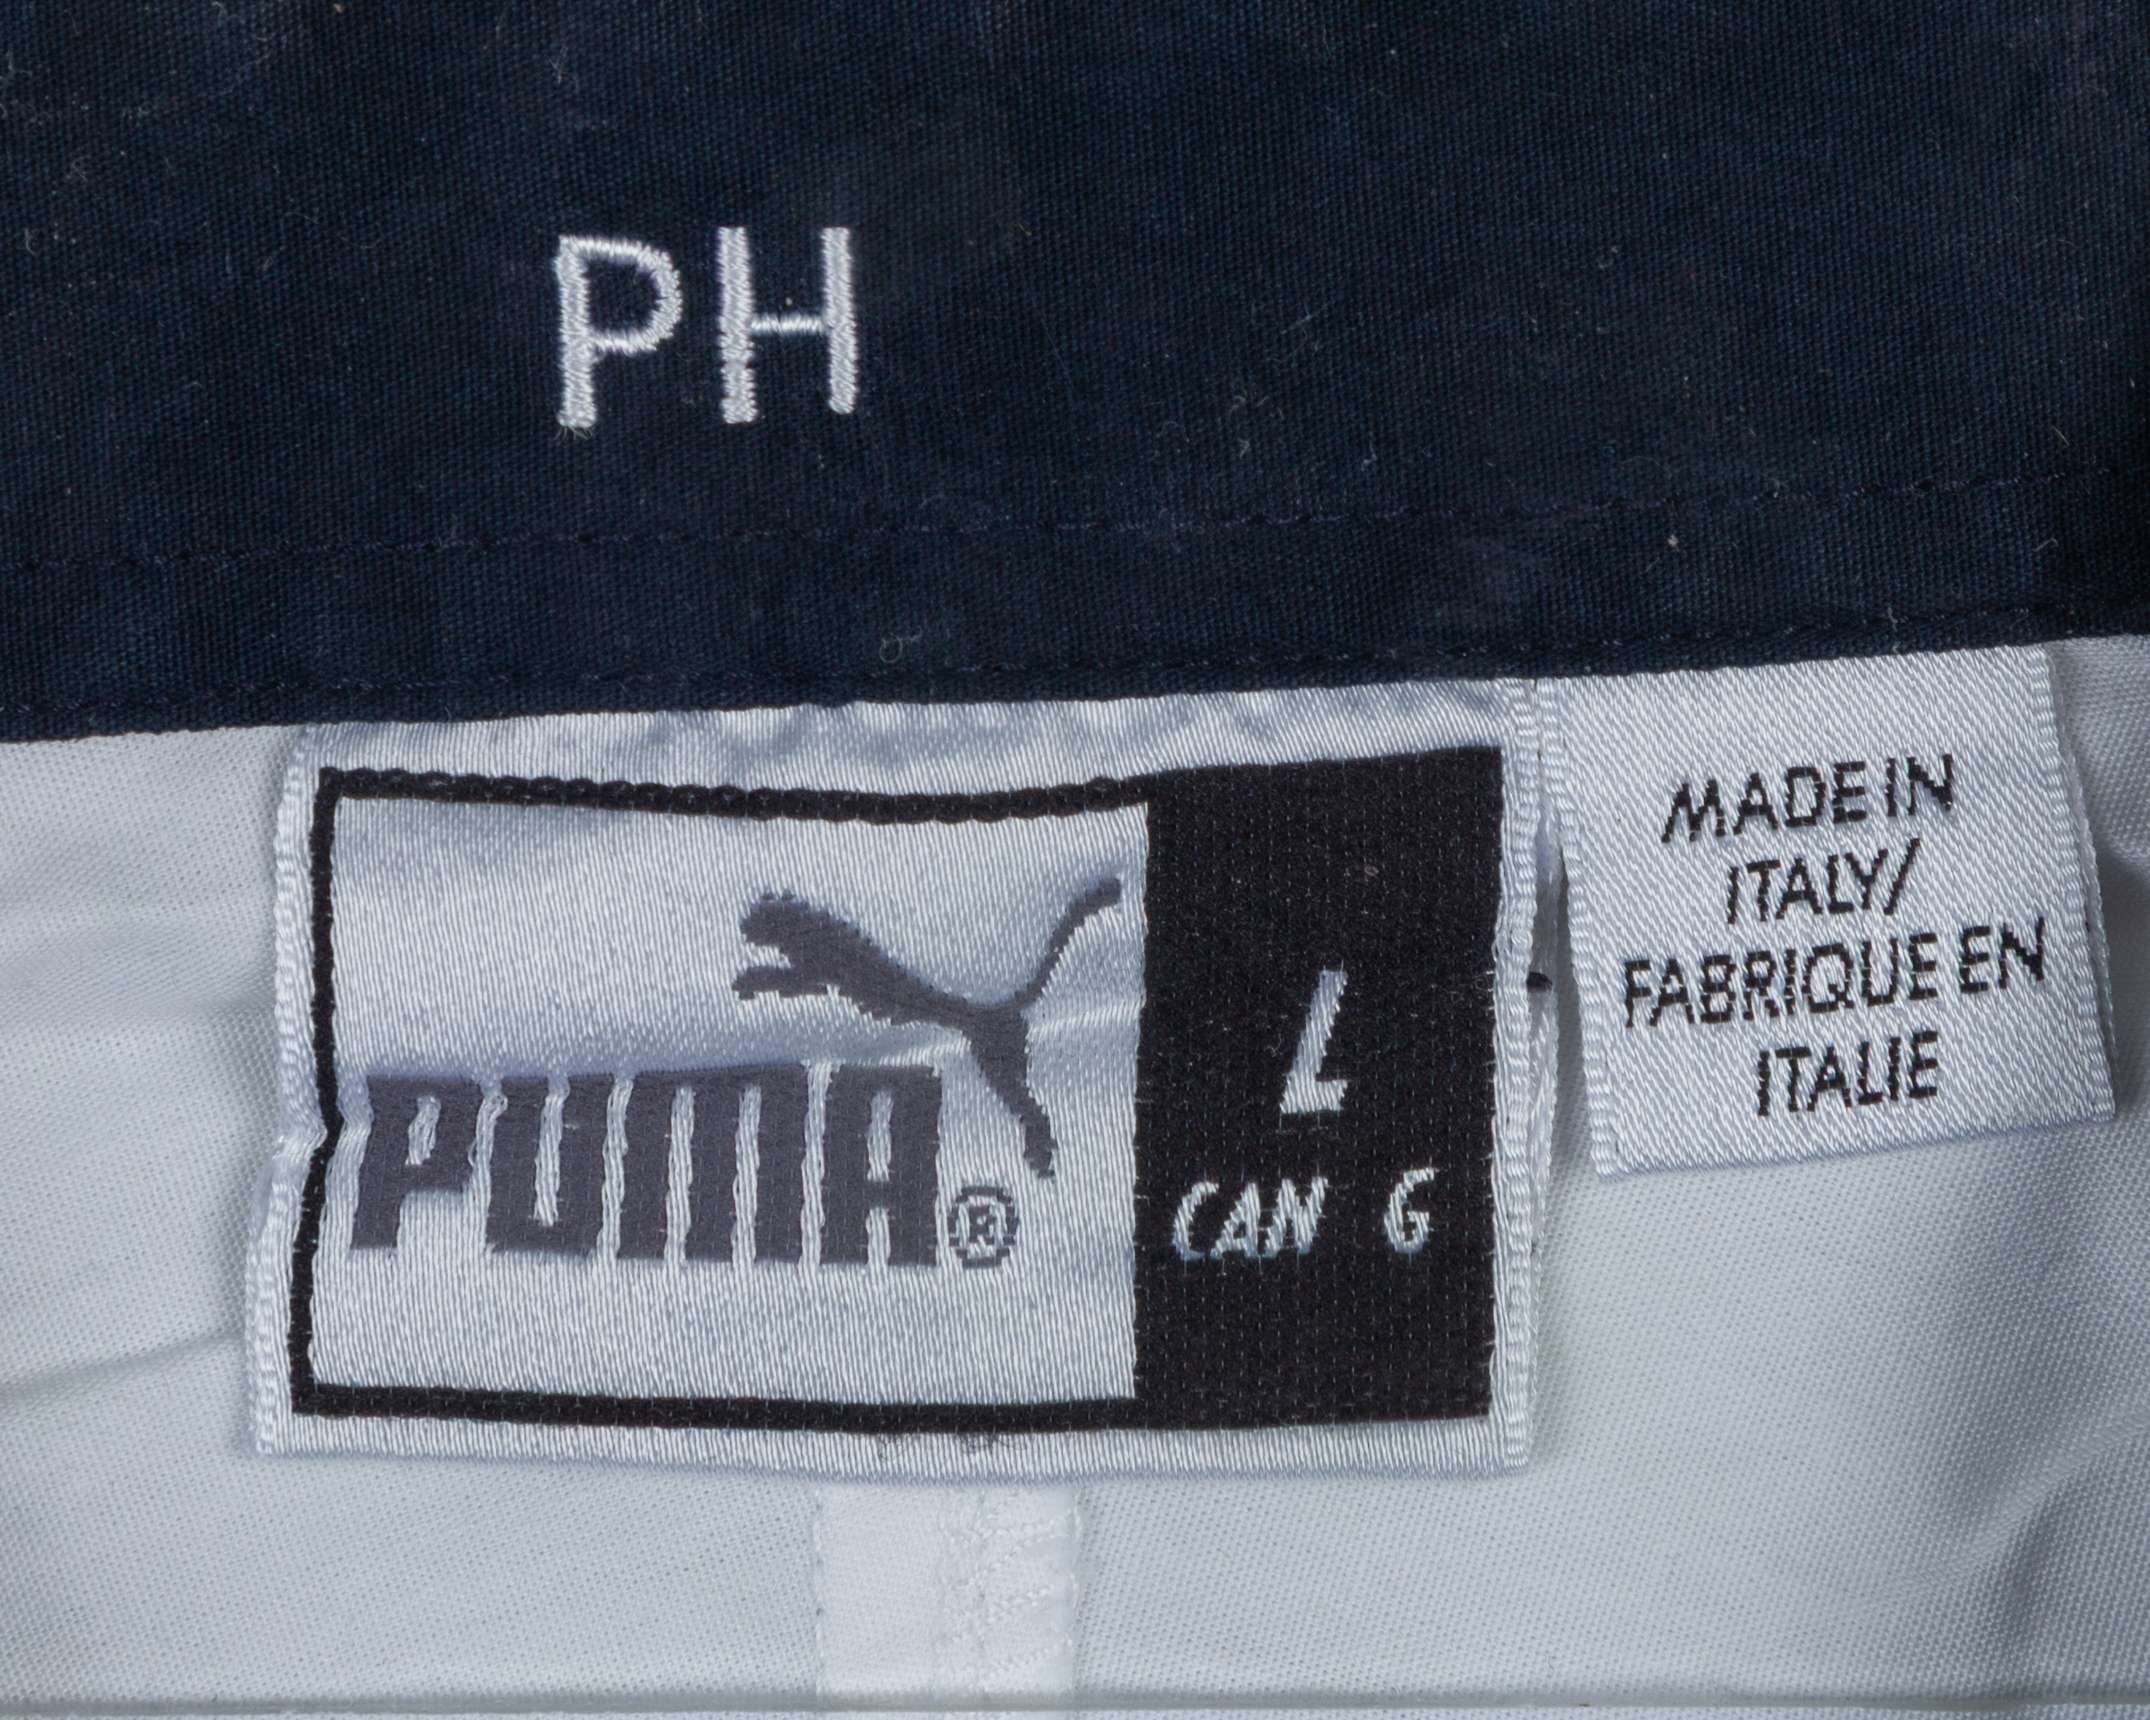 PH
PUMA®
L
CAN G
MADE IN
ITALY/
FABRIQUE EN
ITALIE